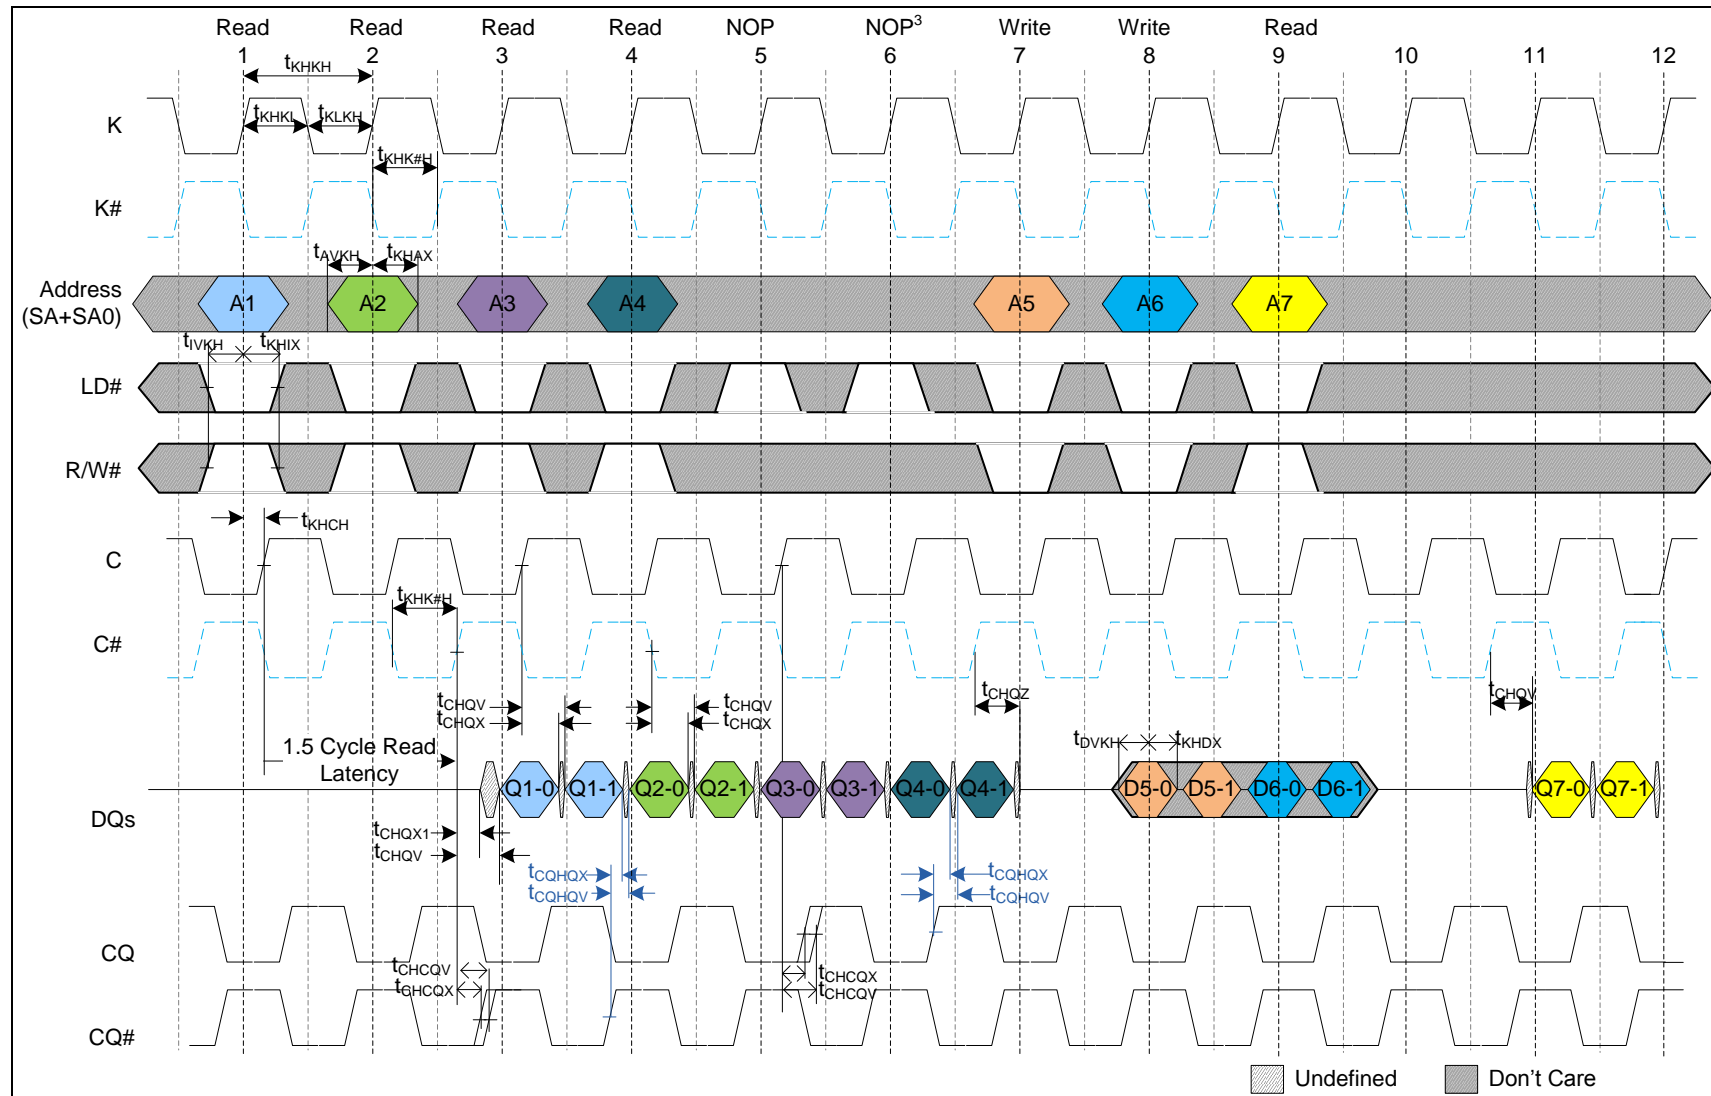 Read Read Read Read NOP NOP3 Write Write Read
1 2 3 4 5 6 7 8 9 10 11 12
tKHKH
K
tKHKL tKLKH
tKHK#H
K#
tAVKH tKHAX
Address
(SA+SA0)
A1 A2 A3 A4 A5 A6 A7
tIVKH tKHIX
LD#
R/W#
tKHCH
C
tKHK#H
C#
tCHQV tCHQV tCHQZ tCHQV
tCHQX tCHQX
tDVKH tKHDX
1.5 Cycle Read
Latency
DQs
Q1-0 Q1-1 Q2-0 Q2-1 Q3-0 Q3-1 Q4-0 Q4-1 D5-0 D5-1 D6-0 D6-1 Q7-0 Q7-1
tCHQX1
tCHQV
tCQHQX tCQHQX
tCQHQV tCQHQV
CQ
tCHCQV tCHCQX
tCHCQX tCHCQV
CQ#
Undefined Don't Care